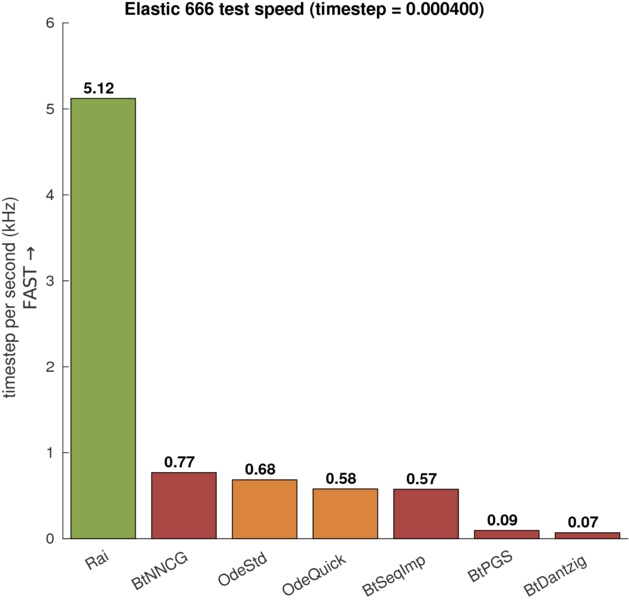 Elastic 666 test speed (timestep = 0.000400)
timestep per second (kHz)
FAST →
6
5
4
3
2
1
0
5.12
0.77
0.68
0.58
0.57
0.09
0.07
Rai
BtNNCG
OdeStd
OdeQuick
BtSeqImp
BtPGS
BtDantzig